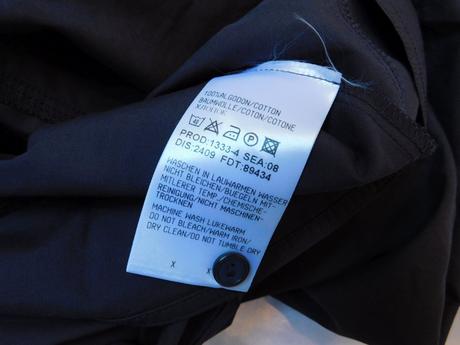 100%ALGODON/COTTON
BAUMWOLLE/COTON/COTONE
PROD:1333-4 SEA:08
DIS:2409 FDT:89434
WASCHEN IN LAUWARMEN WASSER
NICHT BLEICHEN/BUEGELN MIT
MITLERER TEMP./CHEMISCHE-
REINIGUNG/NICHT MASCHINEN-
TROCKNEN
MACHINE WASH LUKEWARM
DO NOT BLEACH/WARM IRON/
DRY CLEAN/DO NOT TUMBLE DRY
X X